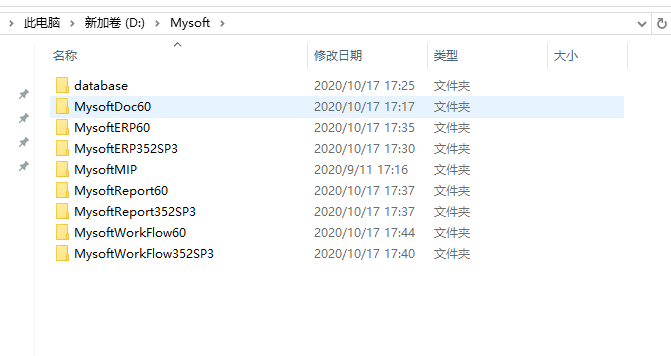 > 此电脑 > 新加卷 (D:) > Mysoft >
名称 修改日期 类型 大小
database 2020/10/17 17:25 文件夹
MysoftDoc60 2020/10/17 17:17 文件夹
MysoftERP60 2020/10/17 17:35 文件夹
MysoftERP352SP3 2020/10/17 17:30 文件夹
MysoftMIP 2020/9/11 17:16 文件夹
MysoftReport60 2020/10/17 17:37 文件夹
MysoftReport352SP3 2020/10/17 17:37 文件夹
MysoftWorkFlow60 2020/10/17 17:44 文件夹
MysoftWorkFlow352SP3 2020/10/17 17:40 文件夹